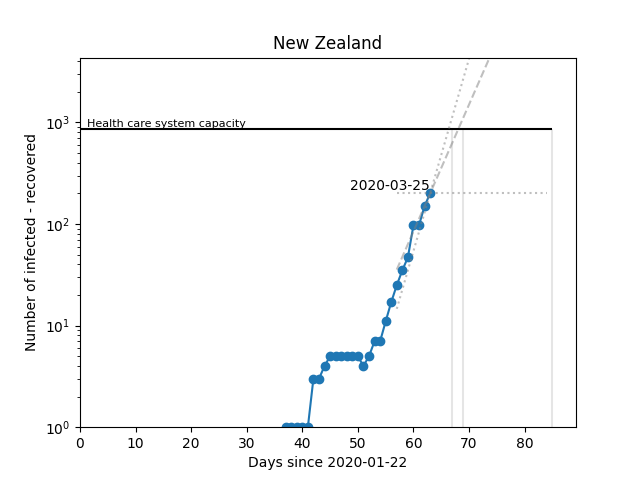 New Zealand
Number of infected - recovered
10³
10²
10¹
10⁰
Health care system capacity
2020-03-25
0 10 20 30 40 50 60 70 80
Days since 2020-01-22